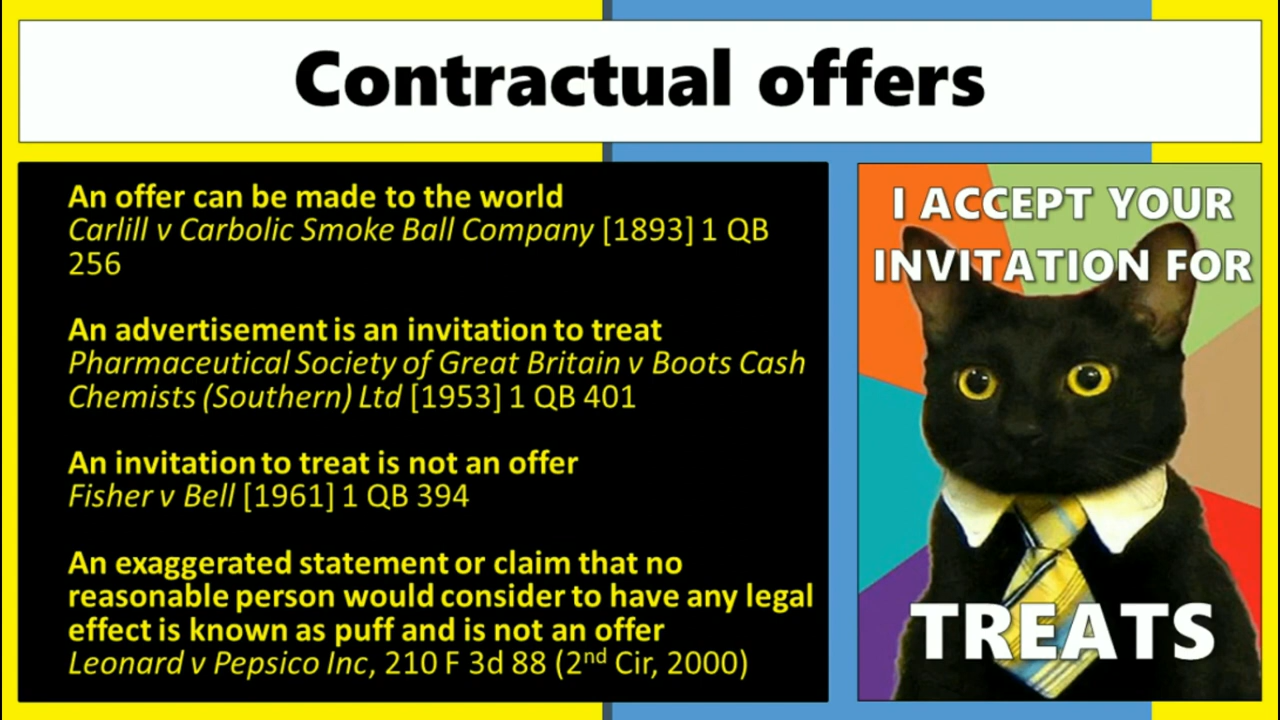 Contractual offers
An offer can be made to the world
Carlill v Carbolic Smoke Ball Company [1893] 1 QB
256
An advertisement is an invitation to treat
Pharmaceutical Society of Great Britain v Boots Cash
Chemists (Southern) Ltd [1953] 1 QB 401
An invitation to treat is not an offer
Fisher v Bell [1961] 1 QB 394
An exaggerated statement or claim that no
reasonable person would consider to have any legal
effect is known as puff and is not an offer
Leonard v Pepsico Inc, 210 F 3d 88 (2nd Cir, 2000)
I ACCEPT YOUR
INVITATION FOR
TREATS